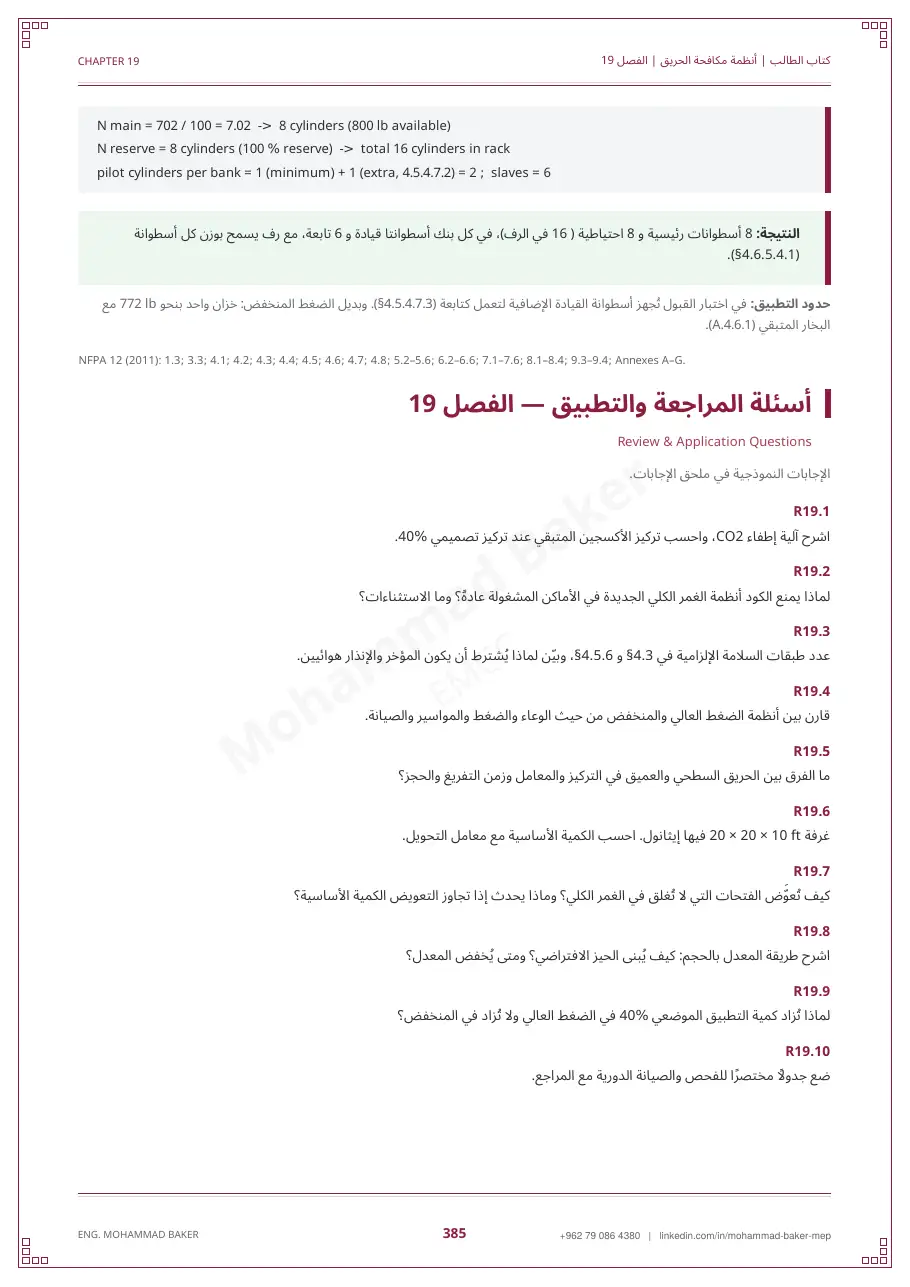 CHAPTER 19
كتاب الطالب | أنظمة مكافحة الحريق | الفصل 19
N main = 702 / 100 = 7.02 -> 8 cylinders (800 lb available)
N reserve = 8 cylinders (100 % reserve) -> total 16 cylinders in rack
pilot cylinders per bank = 1 (minimum) + 1 (extra, 4.5.4.7.2) = 2 ; slaves = 6
النتيجة: 8 أسطوانات رئيسية و 8 احتياطية ( 16 في الرف)، في كل بنك أسطوانتا قيادة و 6 تابعة، مع رف يسمح بوزن كل أسطوانة
(§4.6.5.4.1).
حدود التطبيق: في اختبار القبول تُجهز أسطوانة القيادة الإضافية لتعمل كتابعة (§4.5.4.7.3). وبديل الضغط المنخفض: خزان واحد بنحو 772 lb مع
البخار المتبقي (A.4.6.1).
NFPA 12 (2011): 1.3; 3.3; 4.1; 4.2; 4.3; 4.4; 4.5; 4.6; 4.7; 4.8; 5.2–5.6; 6.2–6.6; 7.1–7.6; 8.1–8.4; 9.3–9.4; Annexes A–G.
أسئلة المراجعة والتطبيق — الفصل 19
Review & Application Questions
الإجابات النموذجية في ملحق الإجابات.
R19.1
اشرح آلية إطفاء CO2، واحسب تركيز الأكسجين المتبقي عند تركيز تصميمي 40%.
R19.2
لماذا يمنع الكود أنظمة الغمر الكلي الجديدة في الأماكن المشغولة عادةً؟ وما الاستثناءات؟
R19.3
عدد طبقات السلامة الإلزامية في §4.3 و §4.5.6، وبيّن لماذا يُشترط أن يكون المؤخر والإنذار هوائيين.
R19.4
قارن بين أنظمة الضغط العالي والمنخفض من حيث الوعاء والضغط والمواسير والصيانة.
R19.5
ما الفرق بين الحريق السطحي والعميق في التركيز والمعامل وزمن التفريغ والحجز؟
R19.6
غرفة 20 × 20 × 10 ft فيها إيثانول. احسب الكمية الأساسية مع معامل التحويل.
R19.7
كيف تُعوَّض الفتحات التي لا تُغلق في الغمر الكلي؟ وماذا يحدث إذا تجاوز التعويض الكمية الأساسية؟
R19.8
اشرح طريقة المعدل بالحجم: كيف يُبنى الحيز الافتراضي؟ ومتى يُخفض المعدل؟
R19.9
لماذا تُزاد كمية التطبيق الموضعي 40% في الضغط العالي ولا تُزاد في المنخفض؟
R19.10
ضع جدولًا مختصرًا للفحص والصيانة الدورية مع المراجع.
Mohammad Baker
EMEC
ENG. MOHAMMAD BAKER
385
+962 79 086 4380 | linkedin.com/in/mohammad-baker-mep